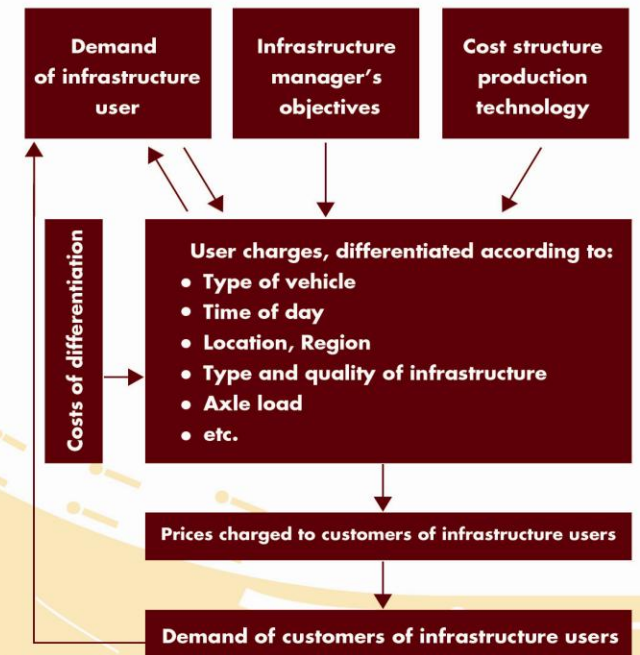 Demand
of infrastructure
user
Infrastructure
manager's
objectives
Cost structure
production
technology
Costs of differentiation
User charges, differentiated according to:
• Type of vehicle
• Time of day
• Location, Region
• Type and quality of infrastructure
• Axle load
• etc.
Prices charged to customers of infrastructure users
Demand of customers of infrastructure users